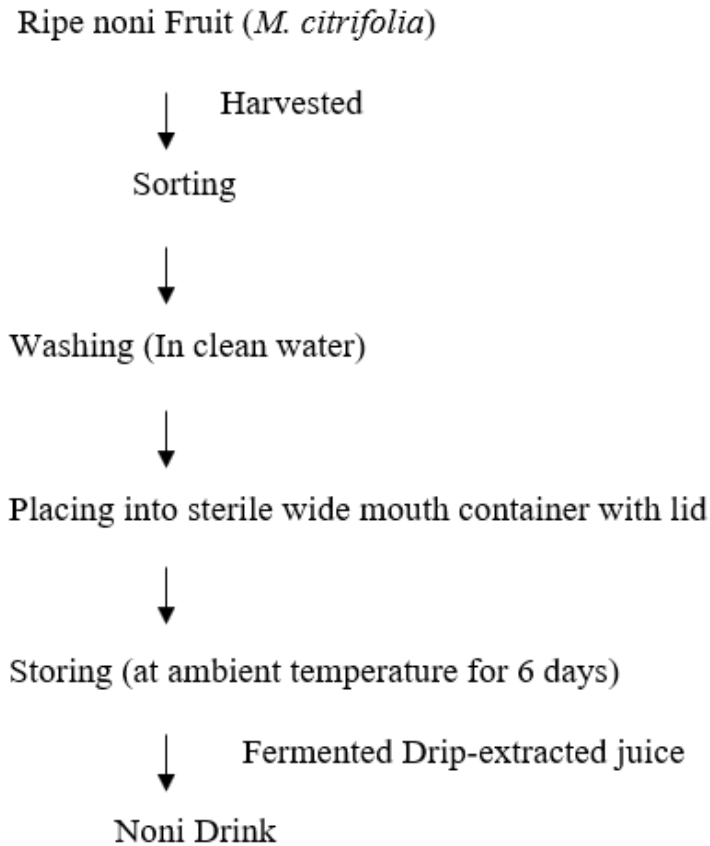 Ripe noni Fruit (M. citrifolia)
Harvested
Sorting
Washing (In clean water)
Placing into sterile wide mouth container with lid
Storing (at ambient temperature for 6 days)
Fermented Drip-extracted juice
Noni Drink